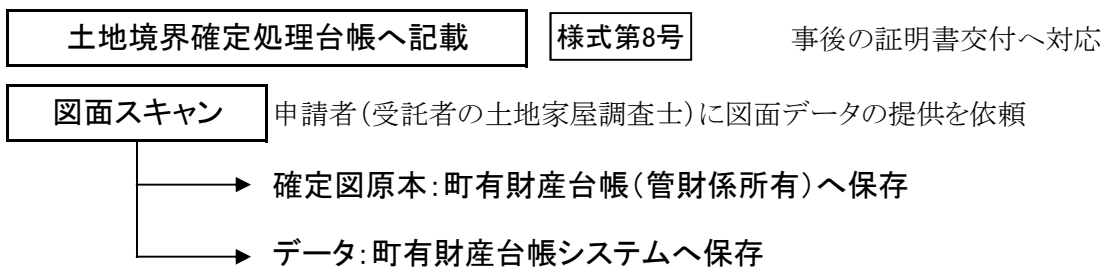 土地境界確定処理台帳へ記載 様式第8号 事後の証明書交付へ対応
図面スキャン 申請者(受託者の土地家屋調査士)に図面データの提供を依頼
確定図原本:町有財産台帳(管財係所有)へ保存
データ:町有財産台帳システムへ保存